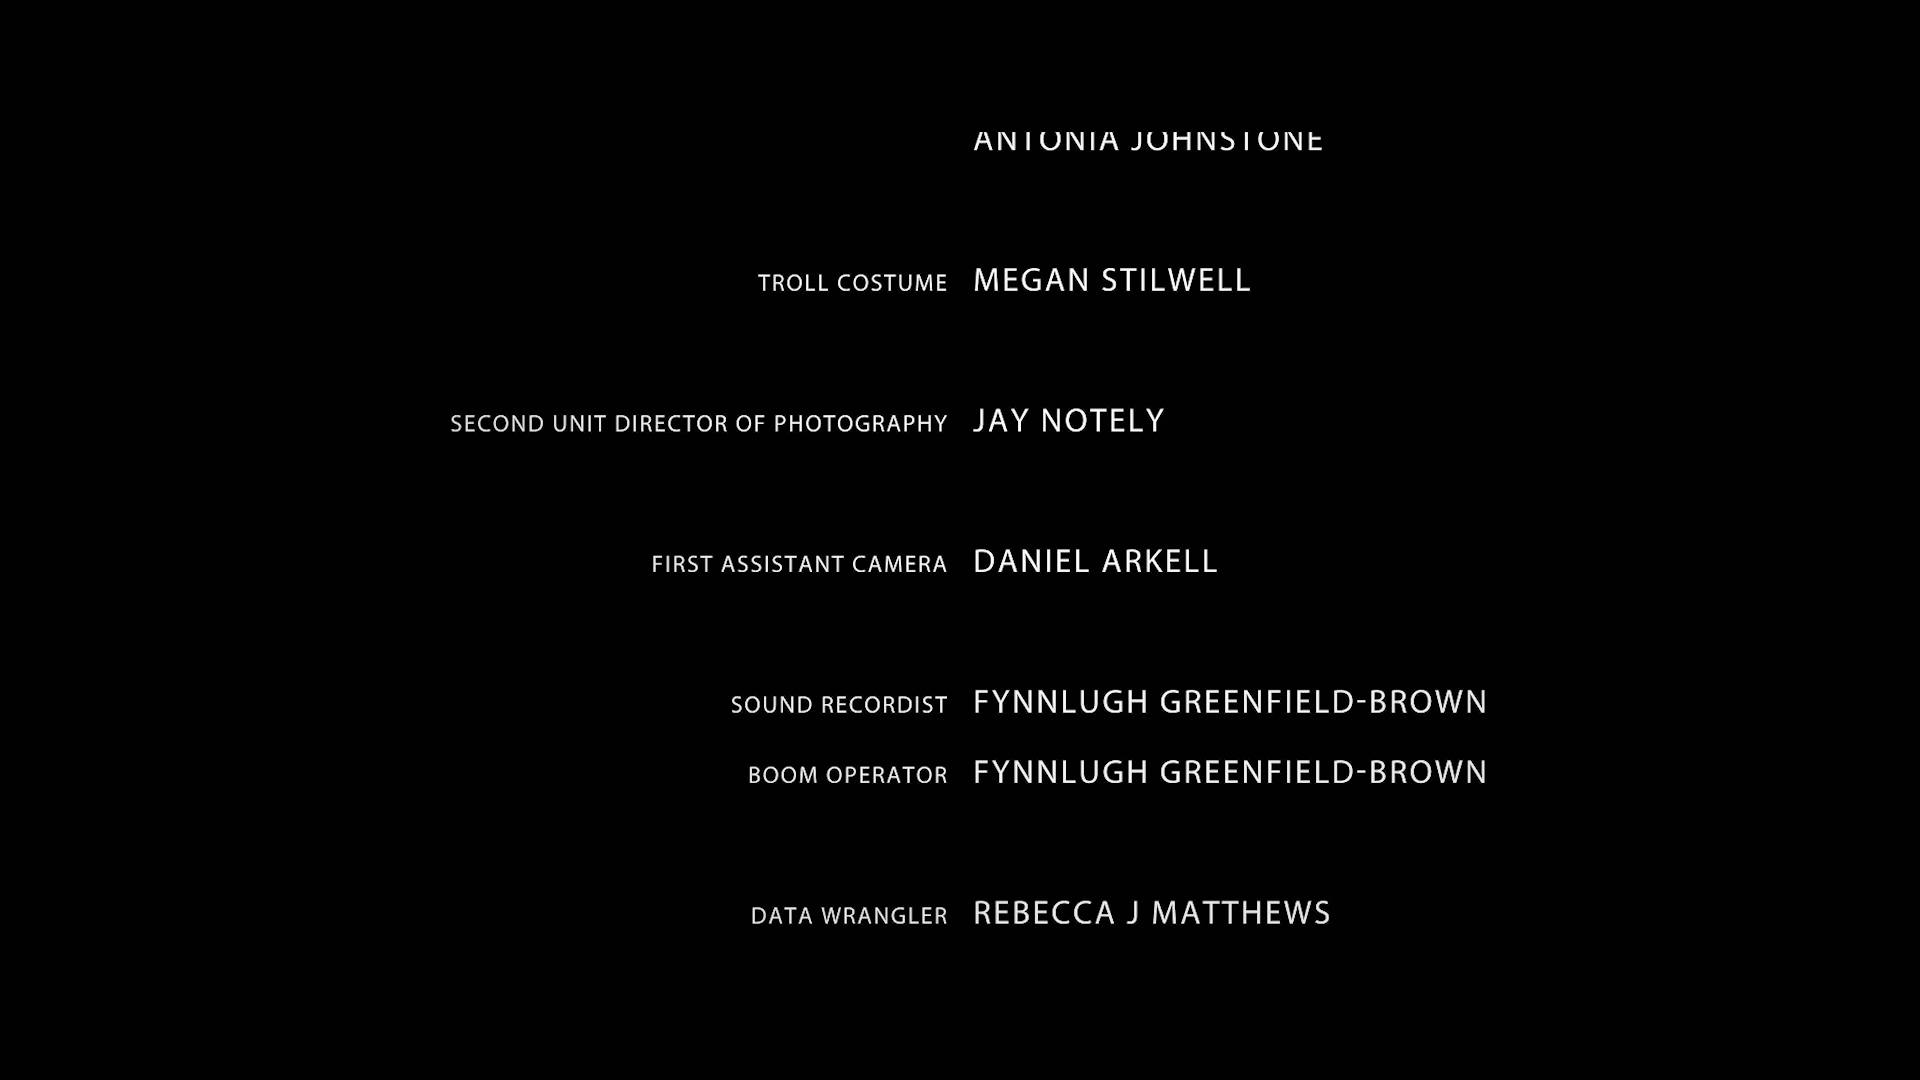 ANTONIA JOHNSTONE
TROLL COSTUME MEGAN STILWELL
SECOND UNIT DIRECTOR OF PHOTOGRAPHY JAY NOTELY
FIRST ASSISTANT CAMERA DANIEL ARKELL
SOUND RECORDIST FYNNLUGH GREENFIELD-BROWN
BOOM OPERATOR FYNNLUGH GREENFIELD-BROWN
DATA WRANGLER REBECCA J MATTHEWS